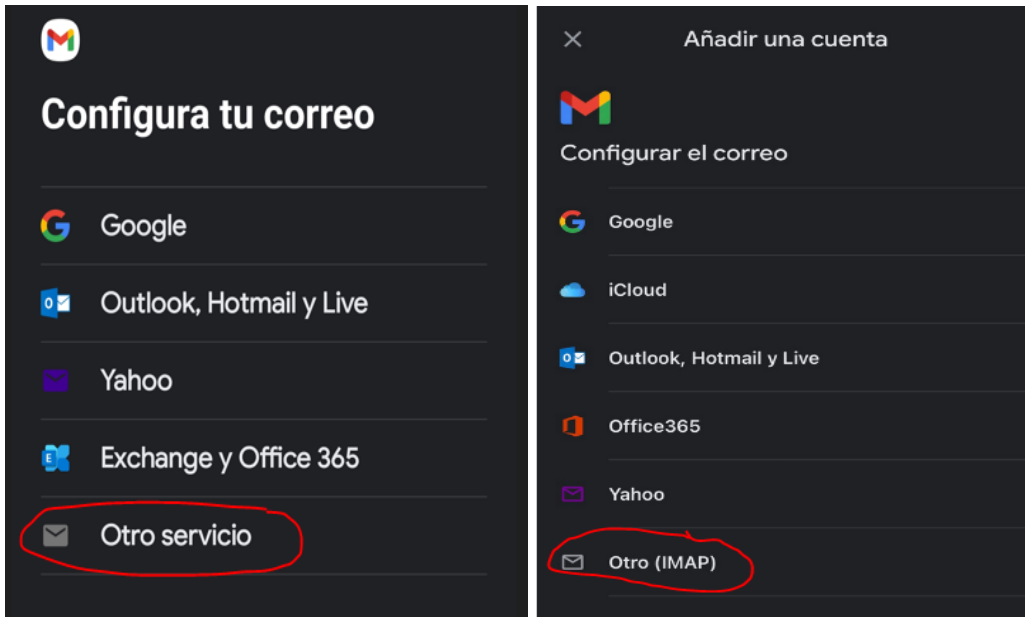 Configura tu correo
Google
Outlook, Hotmail y Live
Yahoo
Exchange y Office 365
Otro servicio
Añadir una cuenta
Configurar el correo
Google
iCloud
Outlook, Hotmail y Live
Office365
Yahoo
Otro (IMAP)